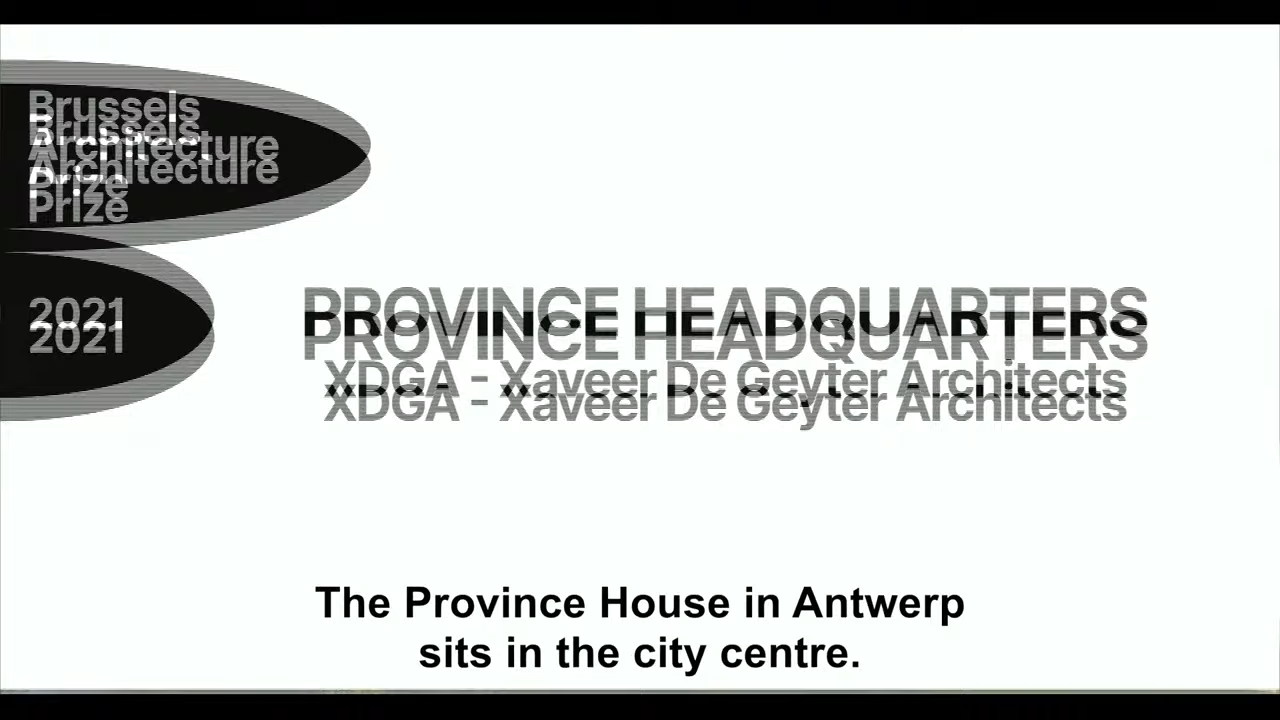 Brussels
Architecture
Prize
2021
PROVINCE HEADQUARTERS
XDGA - Xaveer De Geyter Architects
The Province House in Antwerp
sits in the city centre.